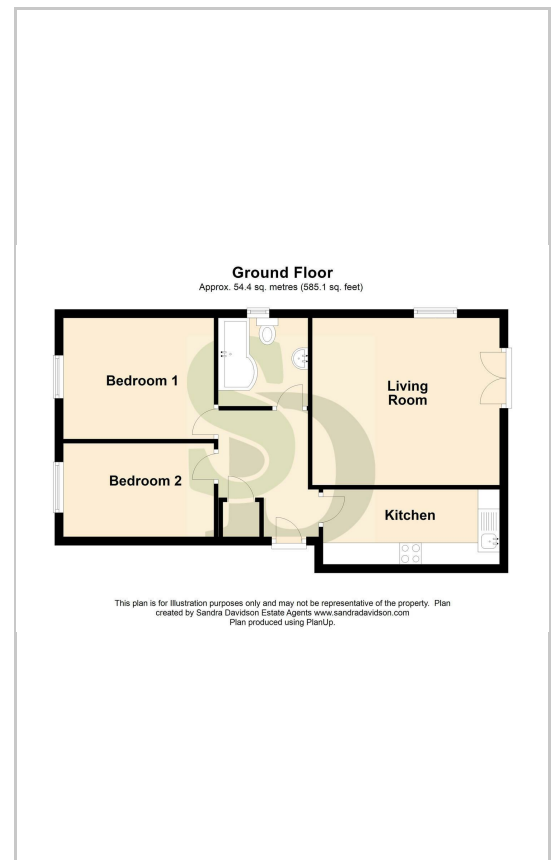 Ground Floor
Approx. 54.4 sq. metres (585.1 sq. feet)
Bedroom 1
Living
Room
Bedroom 2
Kitchen
SD
This plan is for Illustration purposes only and may not be representative of the property. Plan
created by Sandra Davidson Estate Agents www.sandradavidson.com
Plan produced using PlanUp.